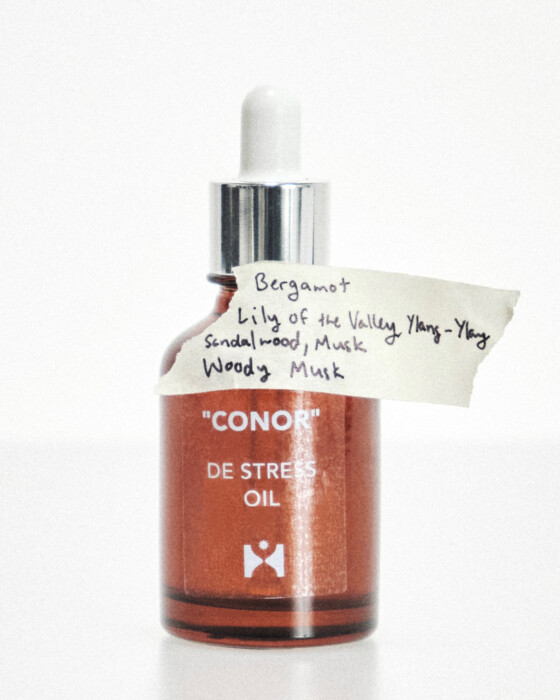 Bergamot
Lily of the Valley Ylang-Ylang
Sandalwood, Musk
Woody Musk
"CONOR"
DE STRESS
OIL